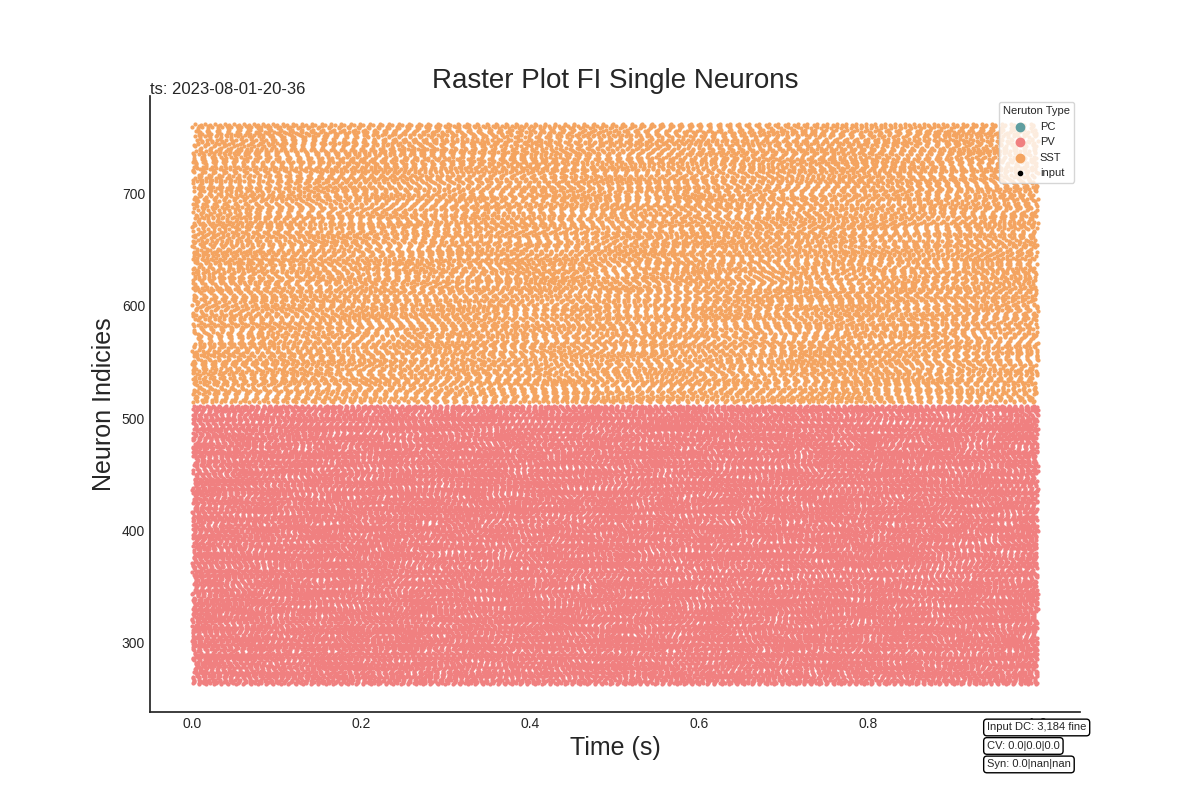 Raster Plot FI Single Neurons
ts: 2023-08-01-20-36
Neruton Type
PC
PV
SST
input
Neuron Indicies
700
600
500
400
300
0.0
0.2
0.4
0.6
0.8
Time (s)
Input DC: 3,184 fine
CV: 0.0|0.0|0.0
Syn: 0.0|nan|nan